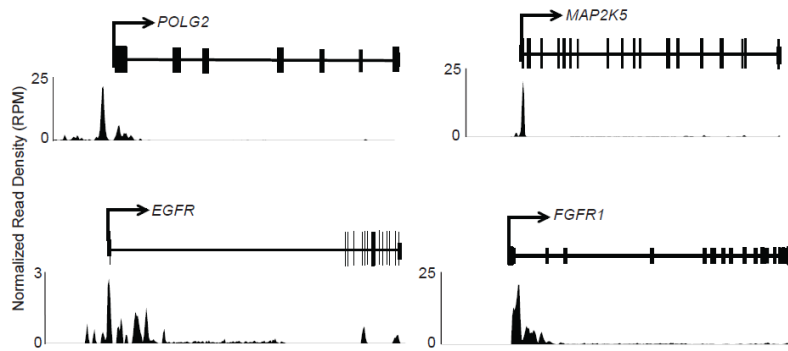 POLG2
MAP2K5
Normalized Read Density (RPM)
25
0
25
0
EGFR
FGFR1
3
0
25
0